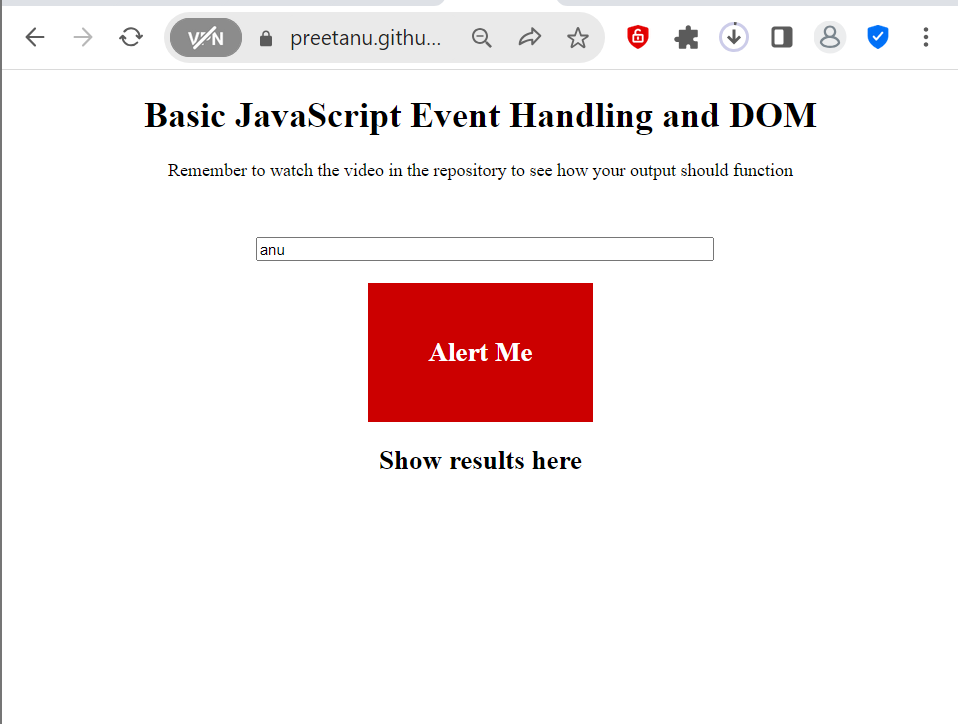 VPN preetanu.githu...
Basic JavaScript Event Handling and DOM
Remember to watch the video in the repository to see how your output should function
anu
Alert Me
Show results here